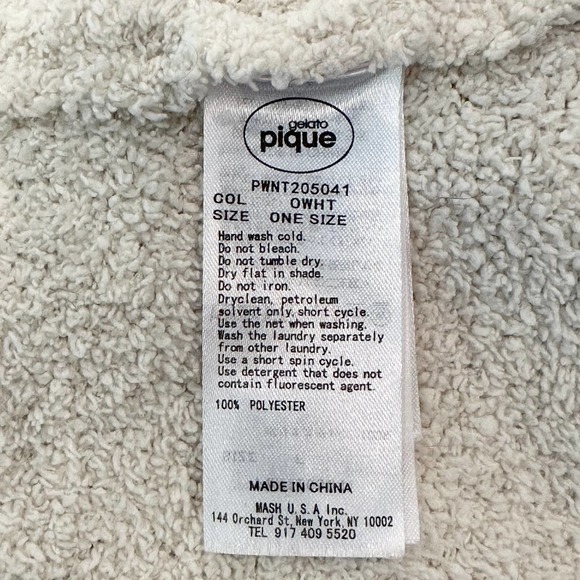 gelato
pique
PWNT205041
COL OWHT
SIZE ONE SIZE
Hand wash cold.
Do not bleach.
Do not tumble dry.
Dry flat in shade.
Do not iron.
Dryclean, petroleum
solvent only, short cycle.
Use the net when washing.
Wash the laundry separately
from other laundry.
Use a short spin cycle.
Use detergent that does not
contain fluorescent agent.
100% POLYESTER
MADE IN CHINA
MASH U.S.A Inc.
144 Orchard St, New York, NY 10002
TEL 917 409 5520